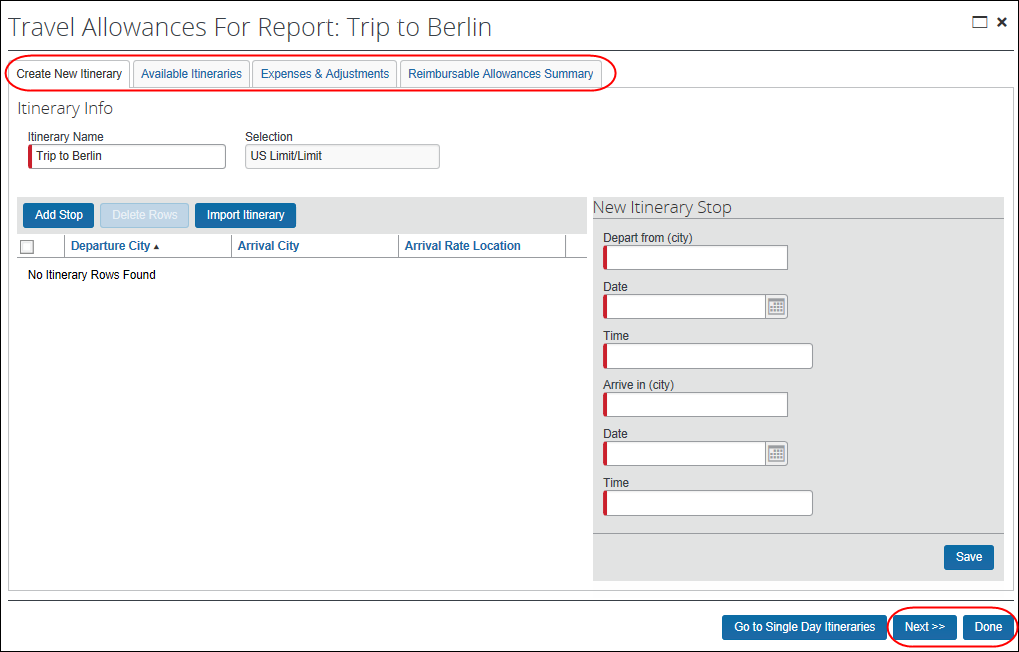 Travel Allowances For Report: Trip to Berlin
Create New Itinerary Available Itineraries Expenses & Adjustments Reimbursable Allowances Summary
Itinerary Info
Itinerary Name Selection
Trip to Berlin US Limit/Limit
Add Stop Delete Rows Import Itinerary
Departure City Arrival City Arrival Rate Location
No Itinerary Rows Found
New Itinerary Stop
Depart from (city)
Date
Time
Arrive in (city)
Date
Time
Save
Go to Single Day Itineraries Next >> Done